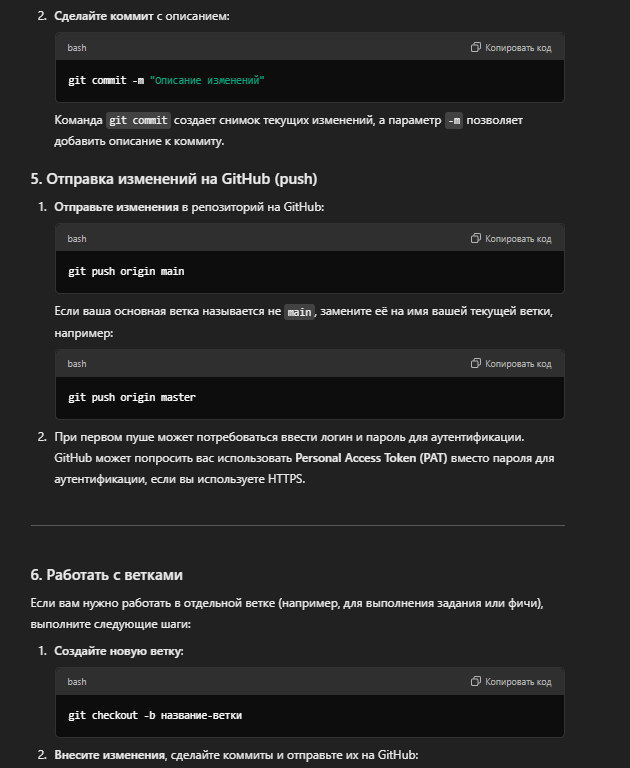 2. Сделайте коммит с описанием:
bash
Копировать код
git commit -m "Описание изменений"
Команда git commit создает снимок текущих изменений, а параметр -m позволяет
добавить описание к коммиту.
5. Отправка изменений на GitHub (push)
1. Отправьте изменения в репозиторий на GitHub:
bash
Копировать код
git push origin main
Если ваша основная ветка называется не main, замените её на имя вашей текущей ветки,
например:
bash
Копировать код
git push origin master
2. При первом пуше может потребоваться ввести логин и пароль для аутентификации.
GitHub может попросить вас использовать Personal Access Token (PAT) вместо пароля для
аутентификации, если вы используете HTTPS.
6. Работать с ветками
Если вам нужно работать в отдельной ветке (например, для выполнения задания или фичи),
выполните следующие шаги:
1. Создайте новую ветку:
bash
Копировать код
git checkout -b название-ветки
2. Внесите изменения, сделайте коммиты и отправьте их на GitHub: